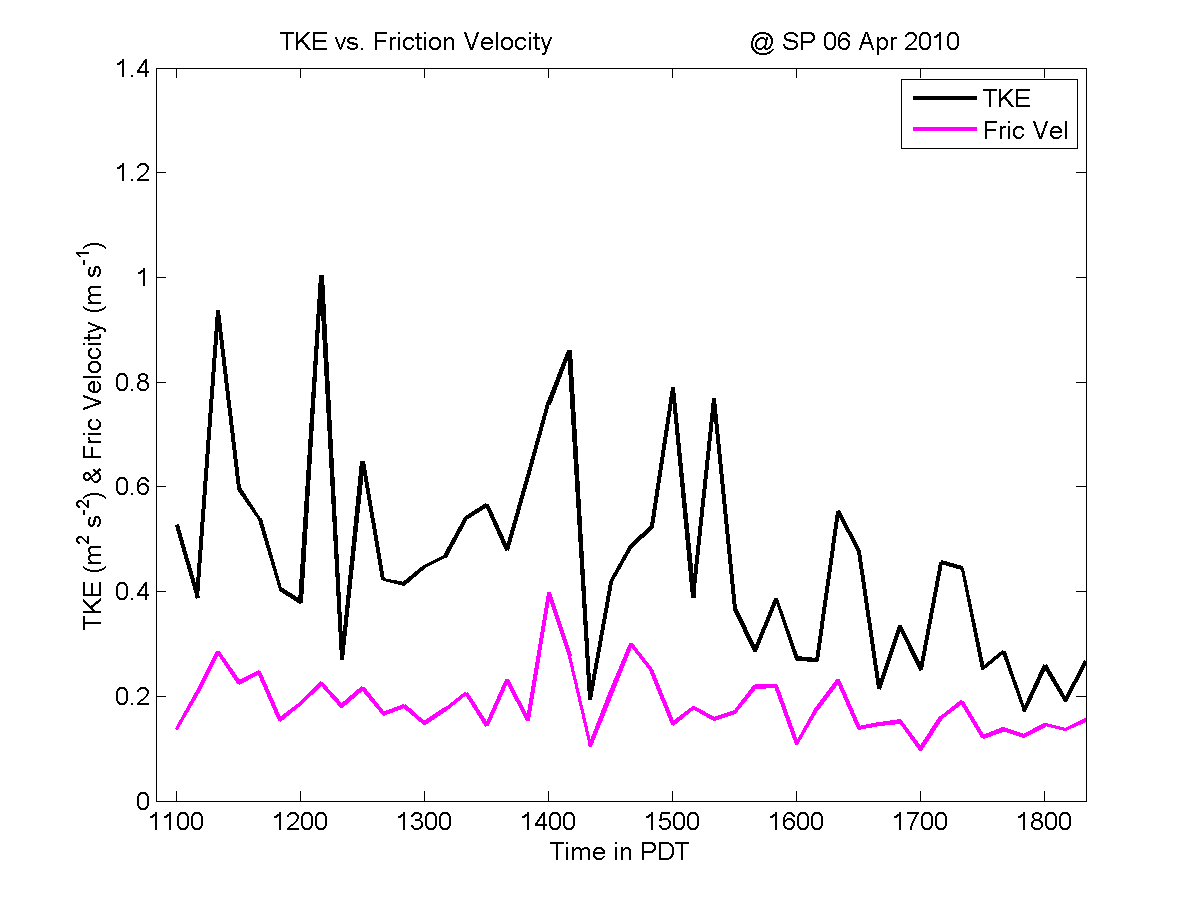 TKE vs. Friction Velocity @ SP 06 Apr 2010
1.4
1.2
1
0.8
0.6
0.4
0.2
0
TKE (m² s⁻²) & Fric Velocity (m s⁻¹)
TKE
Fric Vel
1100 1200 1300 1400 1500 1600 1700 1800
Time in PDT